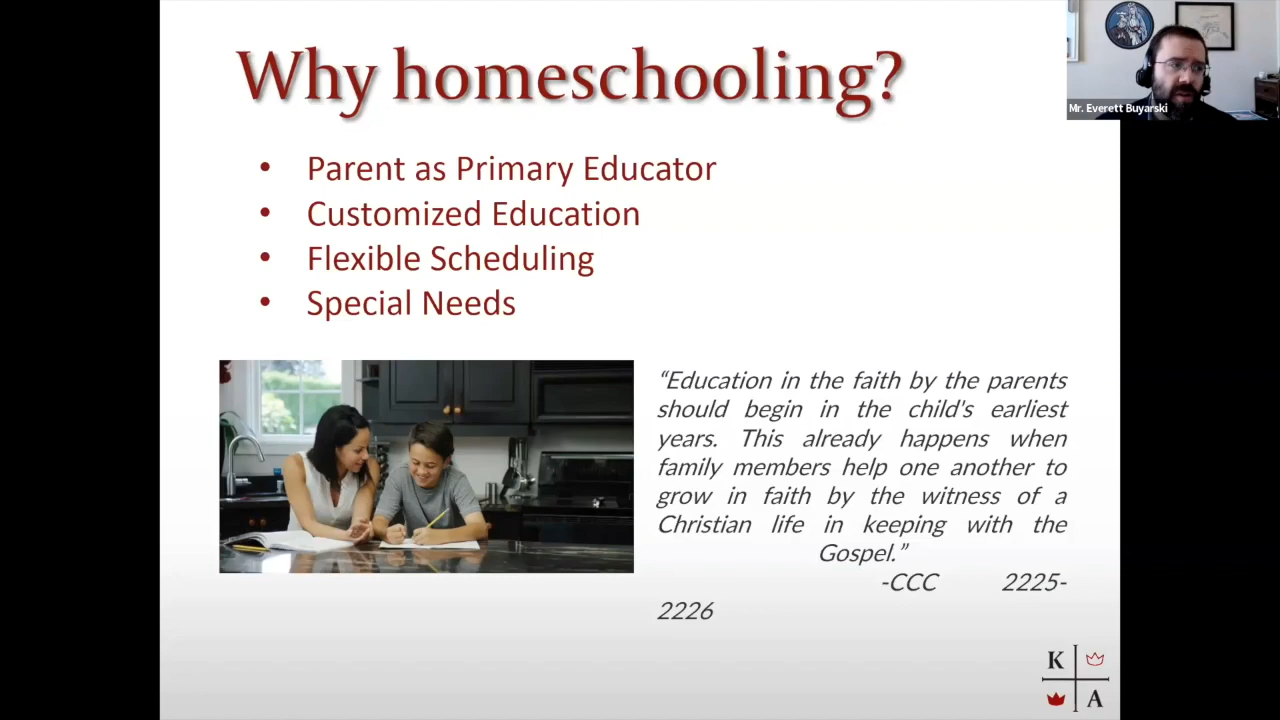 Why homeschooling?
Mr. Everett Buyarski
• Parent as Primary Educator
• Customized Education
• Flexible Scheduling
• Special Needs
“Education in the faith by the parents
should begin in the child's earliest
years. This already happens when
family members help one another to
grow in faith by the witness of a
Christian life in keeping with the
Gospel.”
-CCC 2225-
2226
K
A